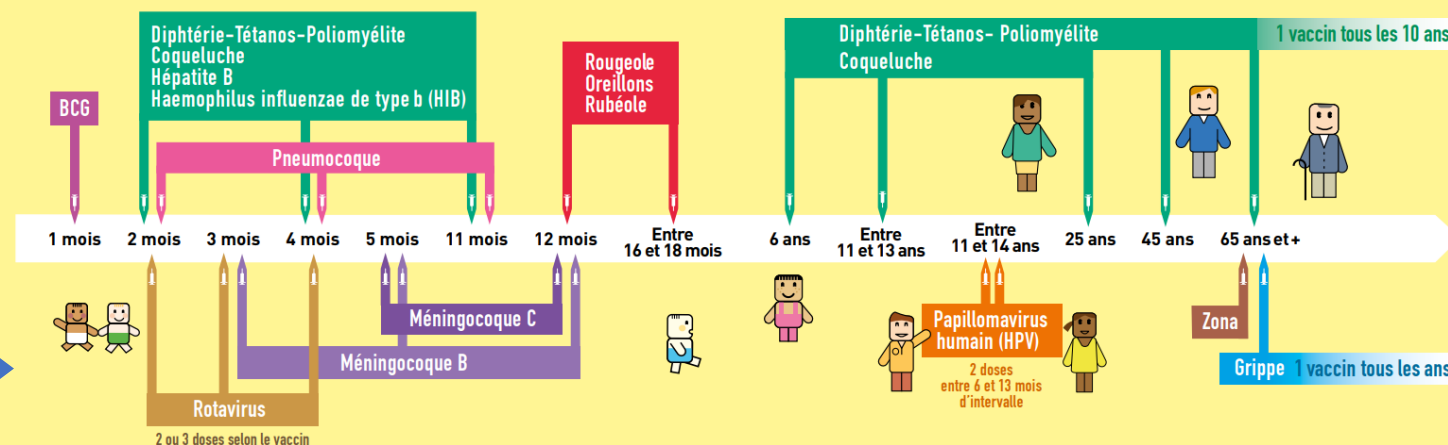 BCG
Diphtérie-Tétanos-Poliomyélite
Coqueluche
Hépatite B
Haemophilus influenzae de type b (HIB)
Pneumocoque
Rougeole
Oreillons
Rubéole
Diphtérie-Tétanos- Poliomyélite
Coqueluche
1 vaccin tous les 10 ans
1 mois
2 mois
3 mois
4 mois
5 mois
11 mois
12 mois
Entre
16 et 18 mois
6 ans
Entre
11 et 13 ans
Entre
11 et 14 ans
25 ans
45 ans
65 ans et +
Méningocoque C
Méningocoque B
Rotavirus
2 ou 3 doses selon le vaccin
Papillomavirus
humain (HPV)
2 doses
entre 6 et 13 mois
d'intervalle
Zona
Grippe 1 vaccin tous les ans